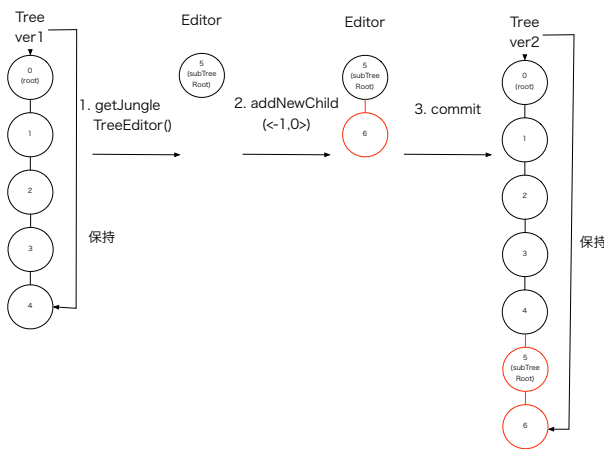 Tree
ver1
0
(root)
1
2
3
4
保持
1. getJungle
TreeEditor()
Editor
5
(subTree
Root)
2. addNewChild
(<-1,0>)
Editor
5
(subTree
Root)
6
3. commit
Tree
ver2
0
(root)
1
2
3
4
5
(subTree
Root)
6
保持